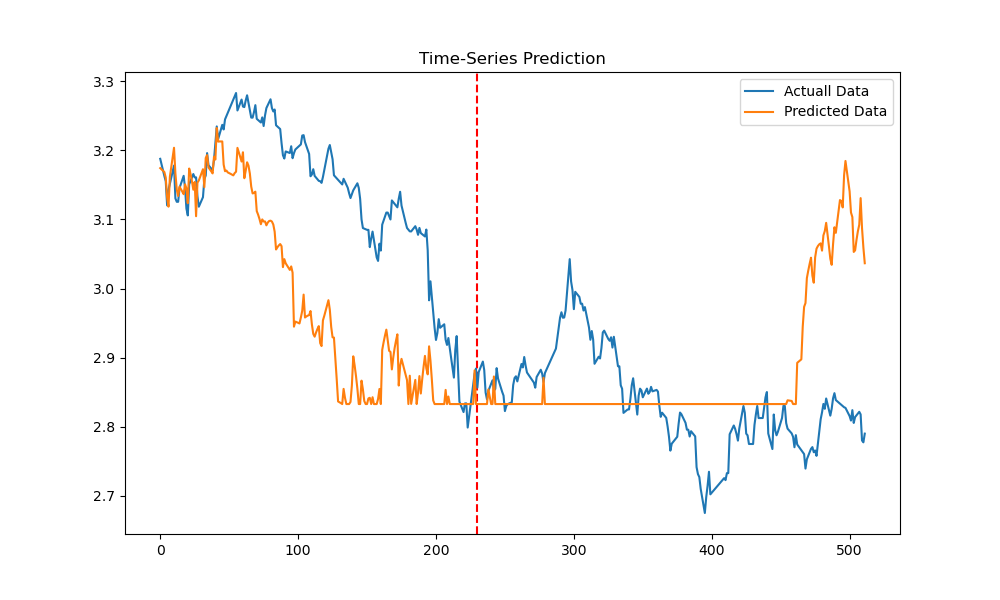 Time-Series Prediction
Actuall Data
Predicted Data
3.3
3.2
3.1
3.0
2.9
2.8
2.7
0 100 200 300 400 500